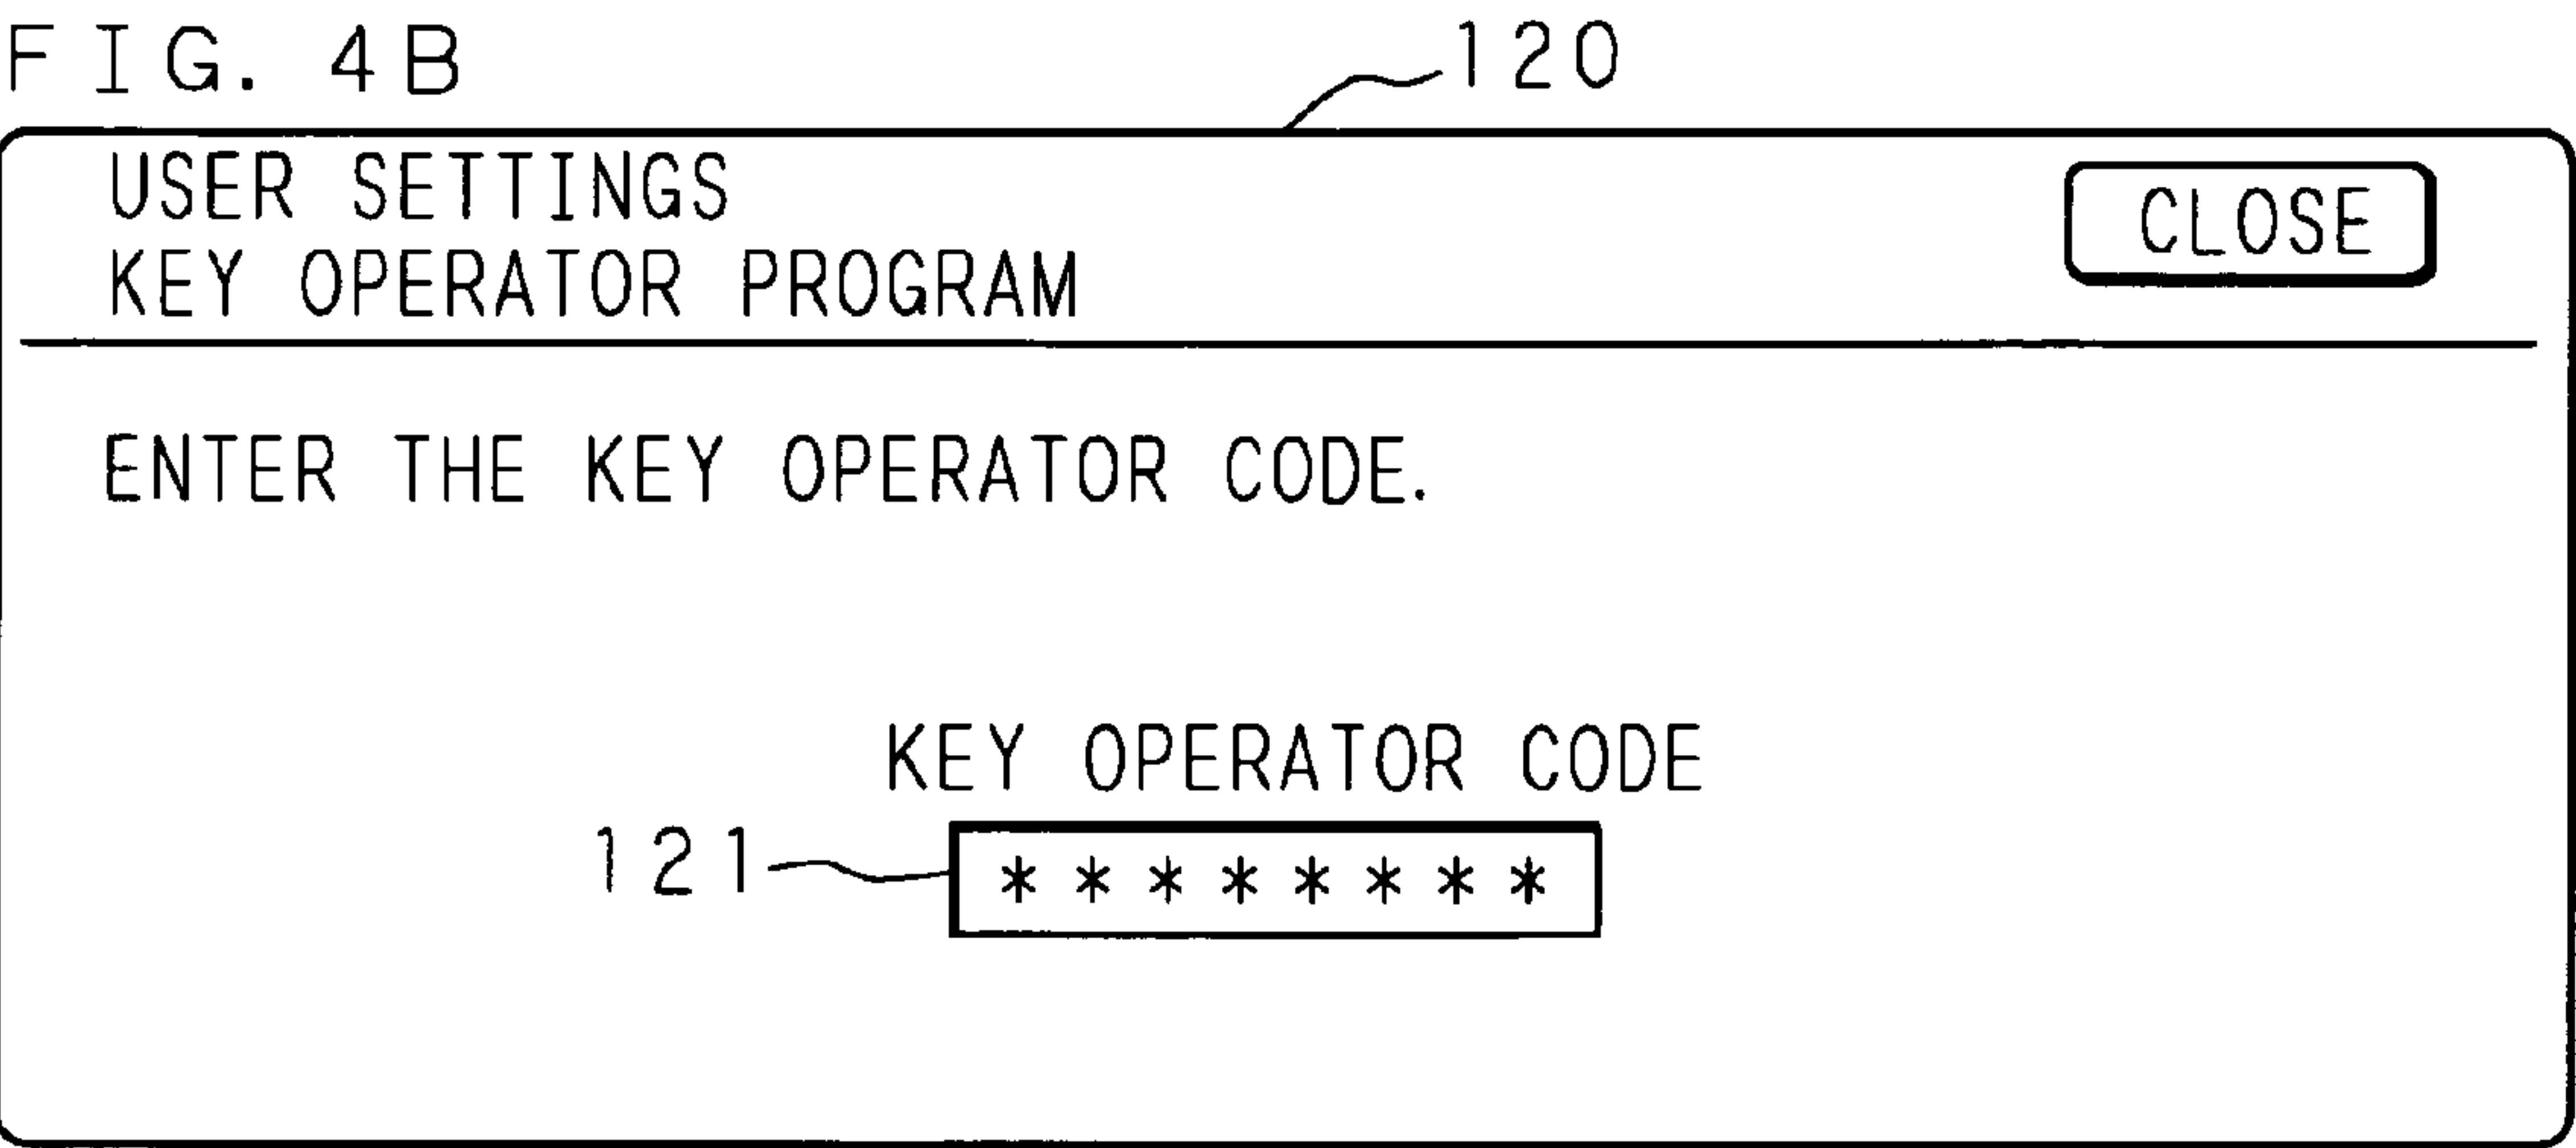 FIG. 4B
120
USER SETTINGS
CLOSE
KEY OPERATOR PROGRAM
ENTER THE KEY OPERATOR CODE.
KEY OPERATOR CODE
121
* * * * * * * *